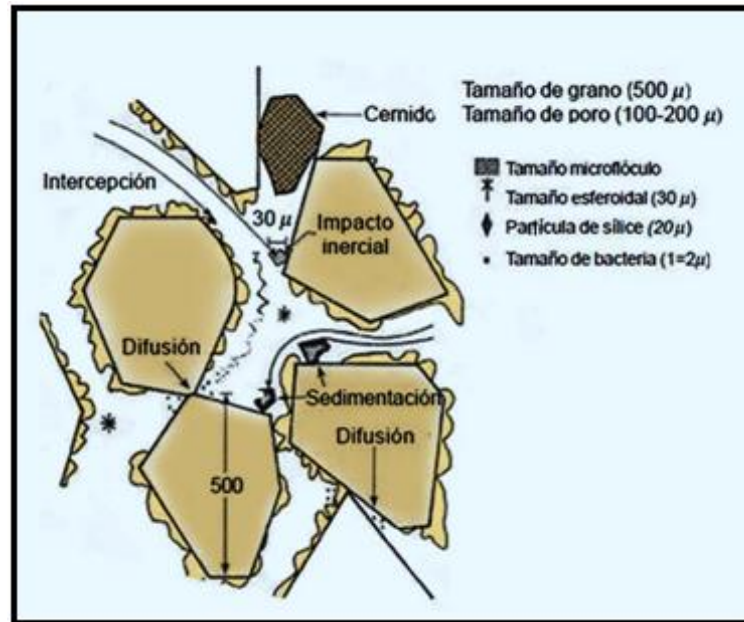 Cernido
Tamaño de grano (500 µ)
Tamaño de poro (100-200 µ)
Tamaño microflóculo
Tamaño esferoidal (30 µ)
Partícula de sílice (20µ)
Tamaño de bacteria (1=2µ)
Intercepción
30 µ
Impacto
inercial
Difusión
Sedimentación
Difusión
500